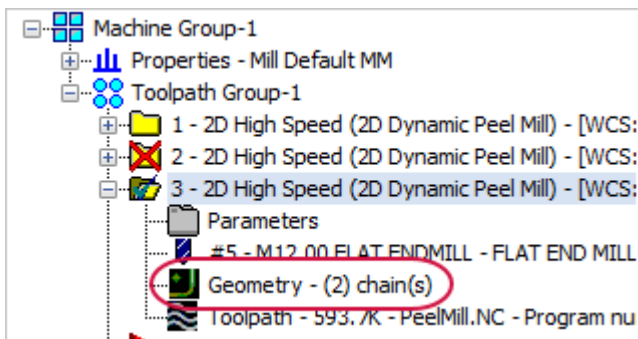 Machine Group-1
Properties - Mill Default MM
Toolpath Group-1
1 - 2D High Speed (2D Dynamic Peel Mill) - [WCS:
2 - 2D High Speed (2D Dynamic Peel Mill) - [WCS:
3 - 2D High Speed (2D Dynamic Peel Mill) - [WCS:
Parameters
#5 - M12.00 FLAT ENDMILL - FLAT END MILL
Geometry - (2) chain(s)
Toolpath - 593.7K - PeelMill.NC - Program nu